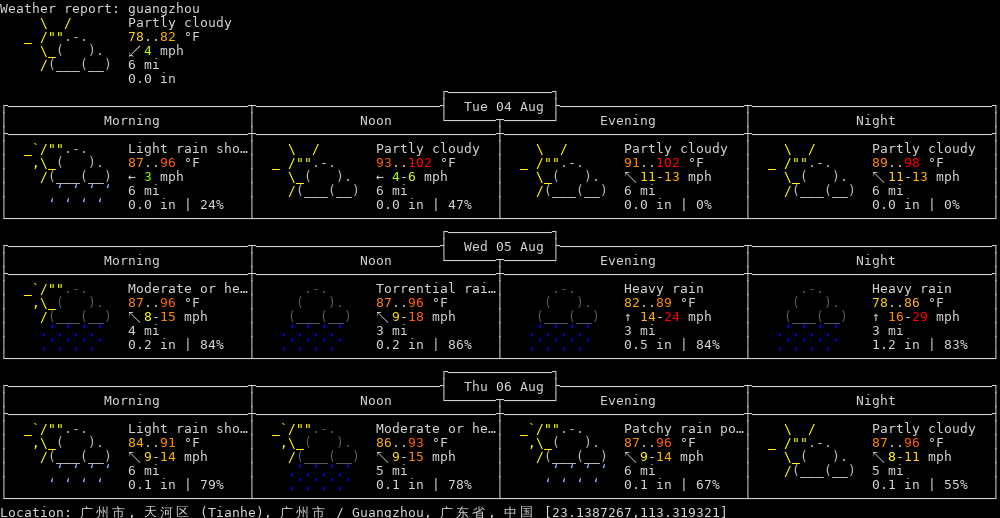 Weather report: guangzhou
Partly cloudy
78..82 °F
↙ 4 mph
6 mi
0.0 in
Tue 04 Aug
Morning Noon Evening Night
Light rain sho… Partly cloudy Partly cloudy Partly cloudy
87..96 °F 93..102 °F 91..102 °F 89..98 °F
← 3 mph ← 4-6 mph ↖ 11-13 mph ↖ 11-13 mph
6 mi 6 mi 6 mi 6 mi
0.0 in | 24% 0.0 in | 47% 0.0 in | 0% 0.0 in | 0%
Wed 05 Aug
Morning Noon Evening Night
Moderate or he… Torrential rai… Heavy rain Heavy rain
87..96 °F 87..96 °F 82..89 °F 78..86 °F
↖ 8-15 mph ↖ 9-18 mph ↑ 14-24 mph ↑ 16-29 mph
4 mi 3 mi 3 mi 3 mi
0.2 in | 84% 0.2 in | 86% 0.5 in | 84% 1.2 in | 83%
Thu 06 Aug
Morning Noon Evening Night
Light rain sho… Moderate or he… Patchy rain po… Partly cloudy
84..91 °F 86..93 °F 87..96 °F 87..96 °F
↖ 9-14 mph ↖ 9-15 mph ↖ 9-14 mph ↖ 8-11 mph
6 mi 5 mi 6 mi 5 mi
0.1 in | 79% 0.1 in | 78% 0.1 in | 67% 0.1 in | 55%
Location: 广州市, 天河区 (Tianhe), 广州市 / Guangzhou, 广东省, 中国 [23.1387267,113.319321]